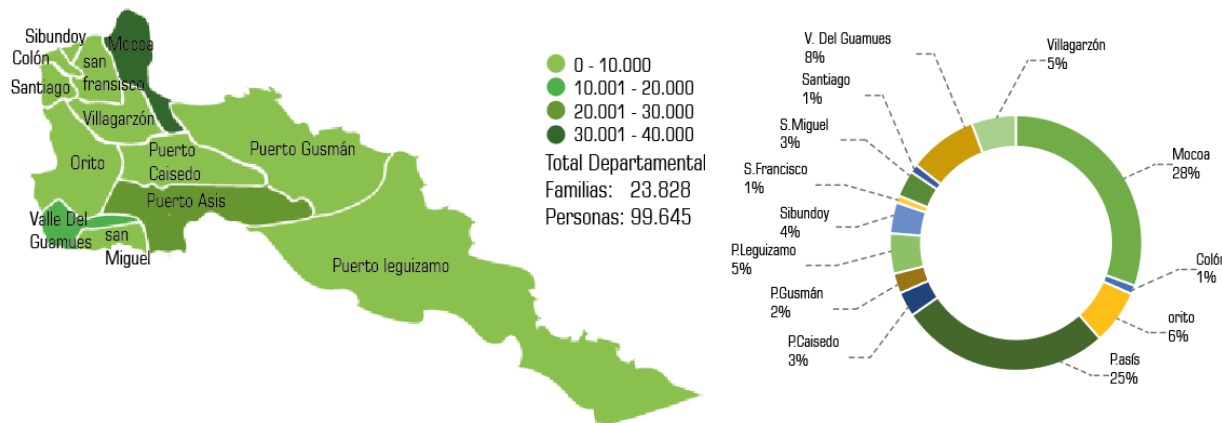 Sibundoy
Colón
Santiago
san
fransisco
Mocoa
Villagarzón
Orito
Puerto
Caisedo
Puerto Gusmán
Puerto Asis
Valle Del
Guamues
san
Miguel
Puerto leguizamo
0 - 10.000
10.001 - 20.000
20.001 - 30.000
30.001 - 40.000
Total Departamental
Familias: 23.828
Personas: 99.645
V. Del Guamues
8%
Villagarzón
5%
Santiago
1%
S.Miguel
3%
S.Francisco
1%
Sibundoy
4%
P.Leguizamo
5%
P.Gusmán
2%
P.Caisedo
3%
Mocoa
28%
Colón
1%
orito
6%
P.asís
25%